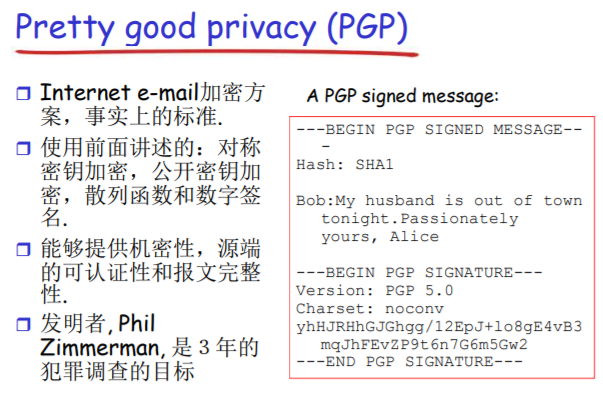 Pretty good privacy (PGP)
Internet e-mail加密方
案，事实上的标准.
使用前面讲述的：对称
密钥加密，公开密钥加
密，散列函数和数字签
名.
能够提供机密性，源端
的可认证性和报文完整
性.
发明者, Phil
Zimmerman, 是３年的
犯罪调查的目标
A PGP signed message:
---BEGIN PGP SIGNED MESSAGE--
-
Hash: SHA1
Bob:My husband is out of town
tonight.Passionately
yours, Alice
---BEGIN PGP SIGNATURE---
Version: PGP 5.0
Charset: noconv
yhHJRHhGJGhgg/12EpJ+lo8gE4vB3
mqJhFEvZP9t6n7G6m5Gw2
---END PGP SIGNATURE---